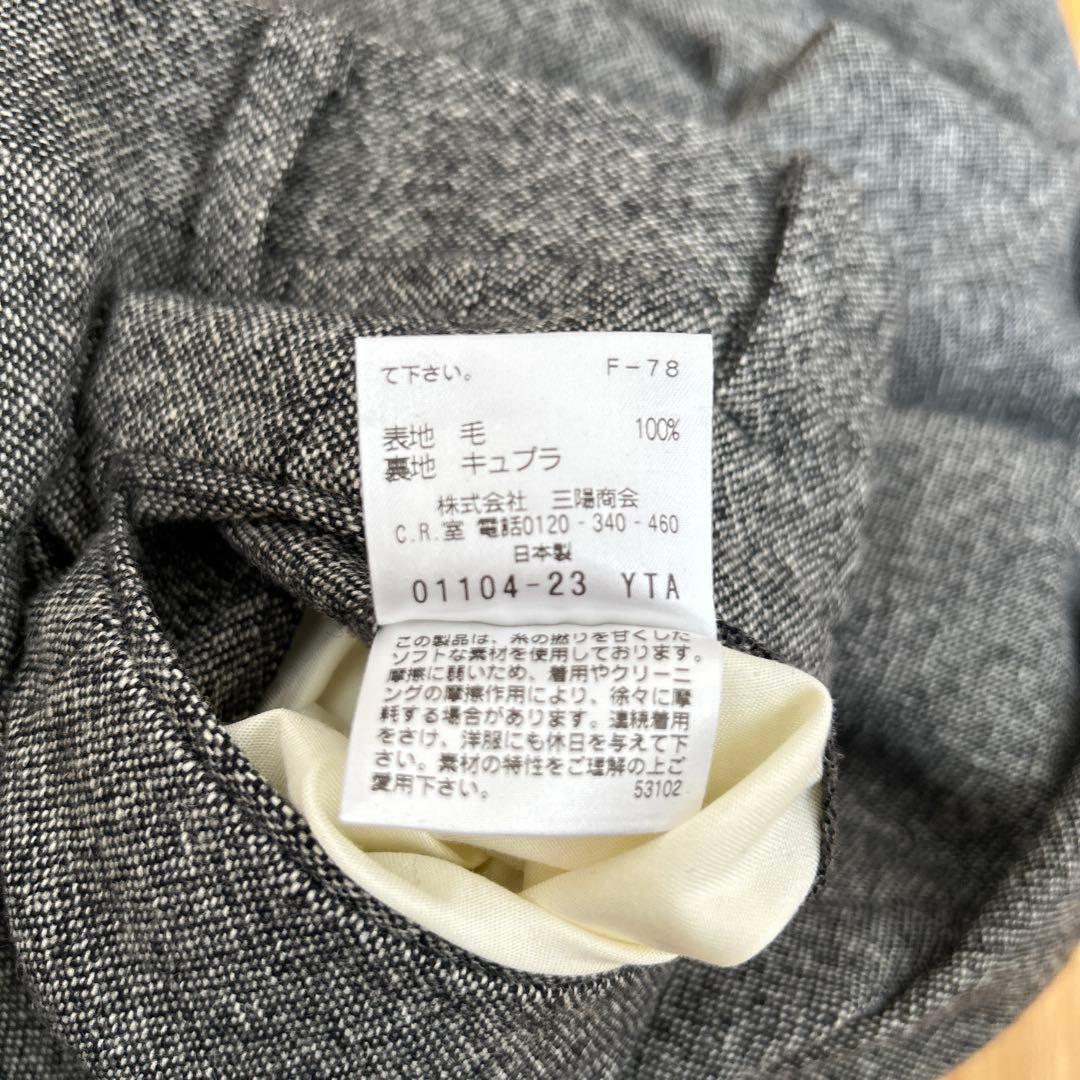 て下さい。 F-78
表地 毛 100%
裏地 キュプラ
株式会社 三陽商会
C.R.室 電話0120-340-460
日本製
01104-23 YTA
この製品は、糸の撚りを甘くした
ソフトな素材を使用しております。
摩擦に弱いため、着用やクリーニ
ングの摩擦作用により、徐々に摩
耗する場合があります。連続着用
をさけ、洋服にも休日を与えて下
さい。素材の特性をご理解の上ご
愛用下さい。 53102